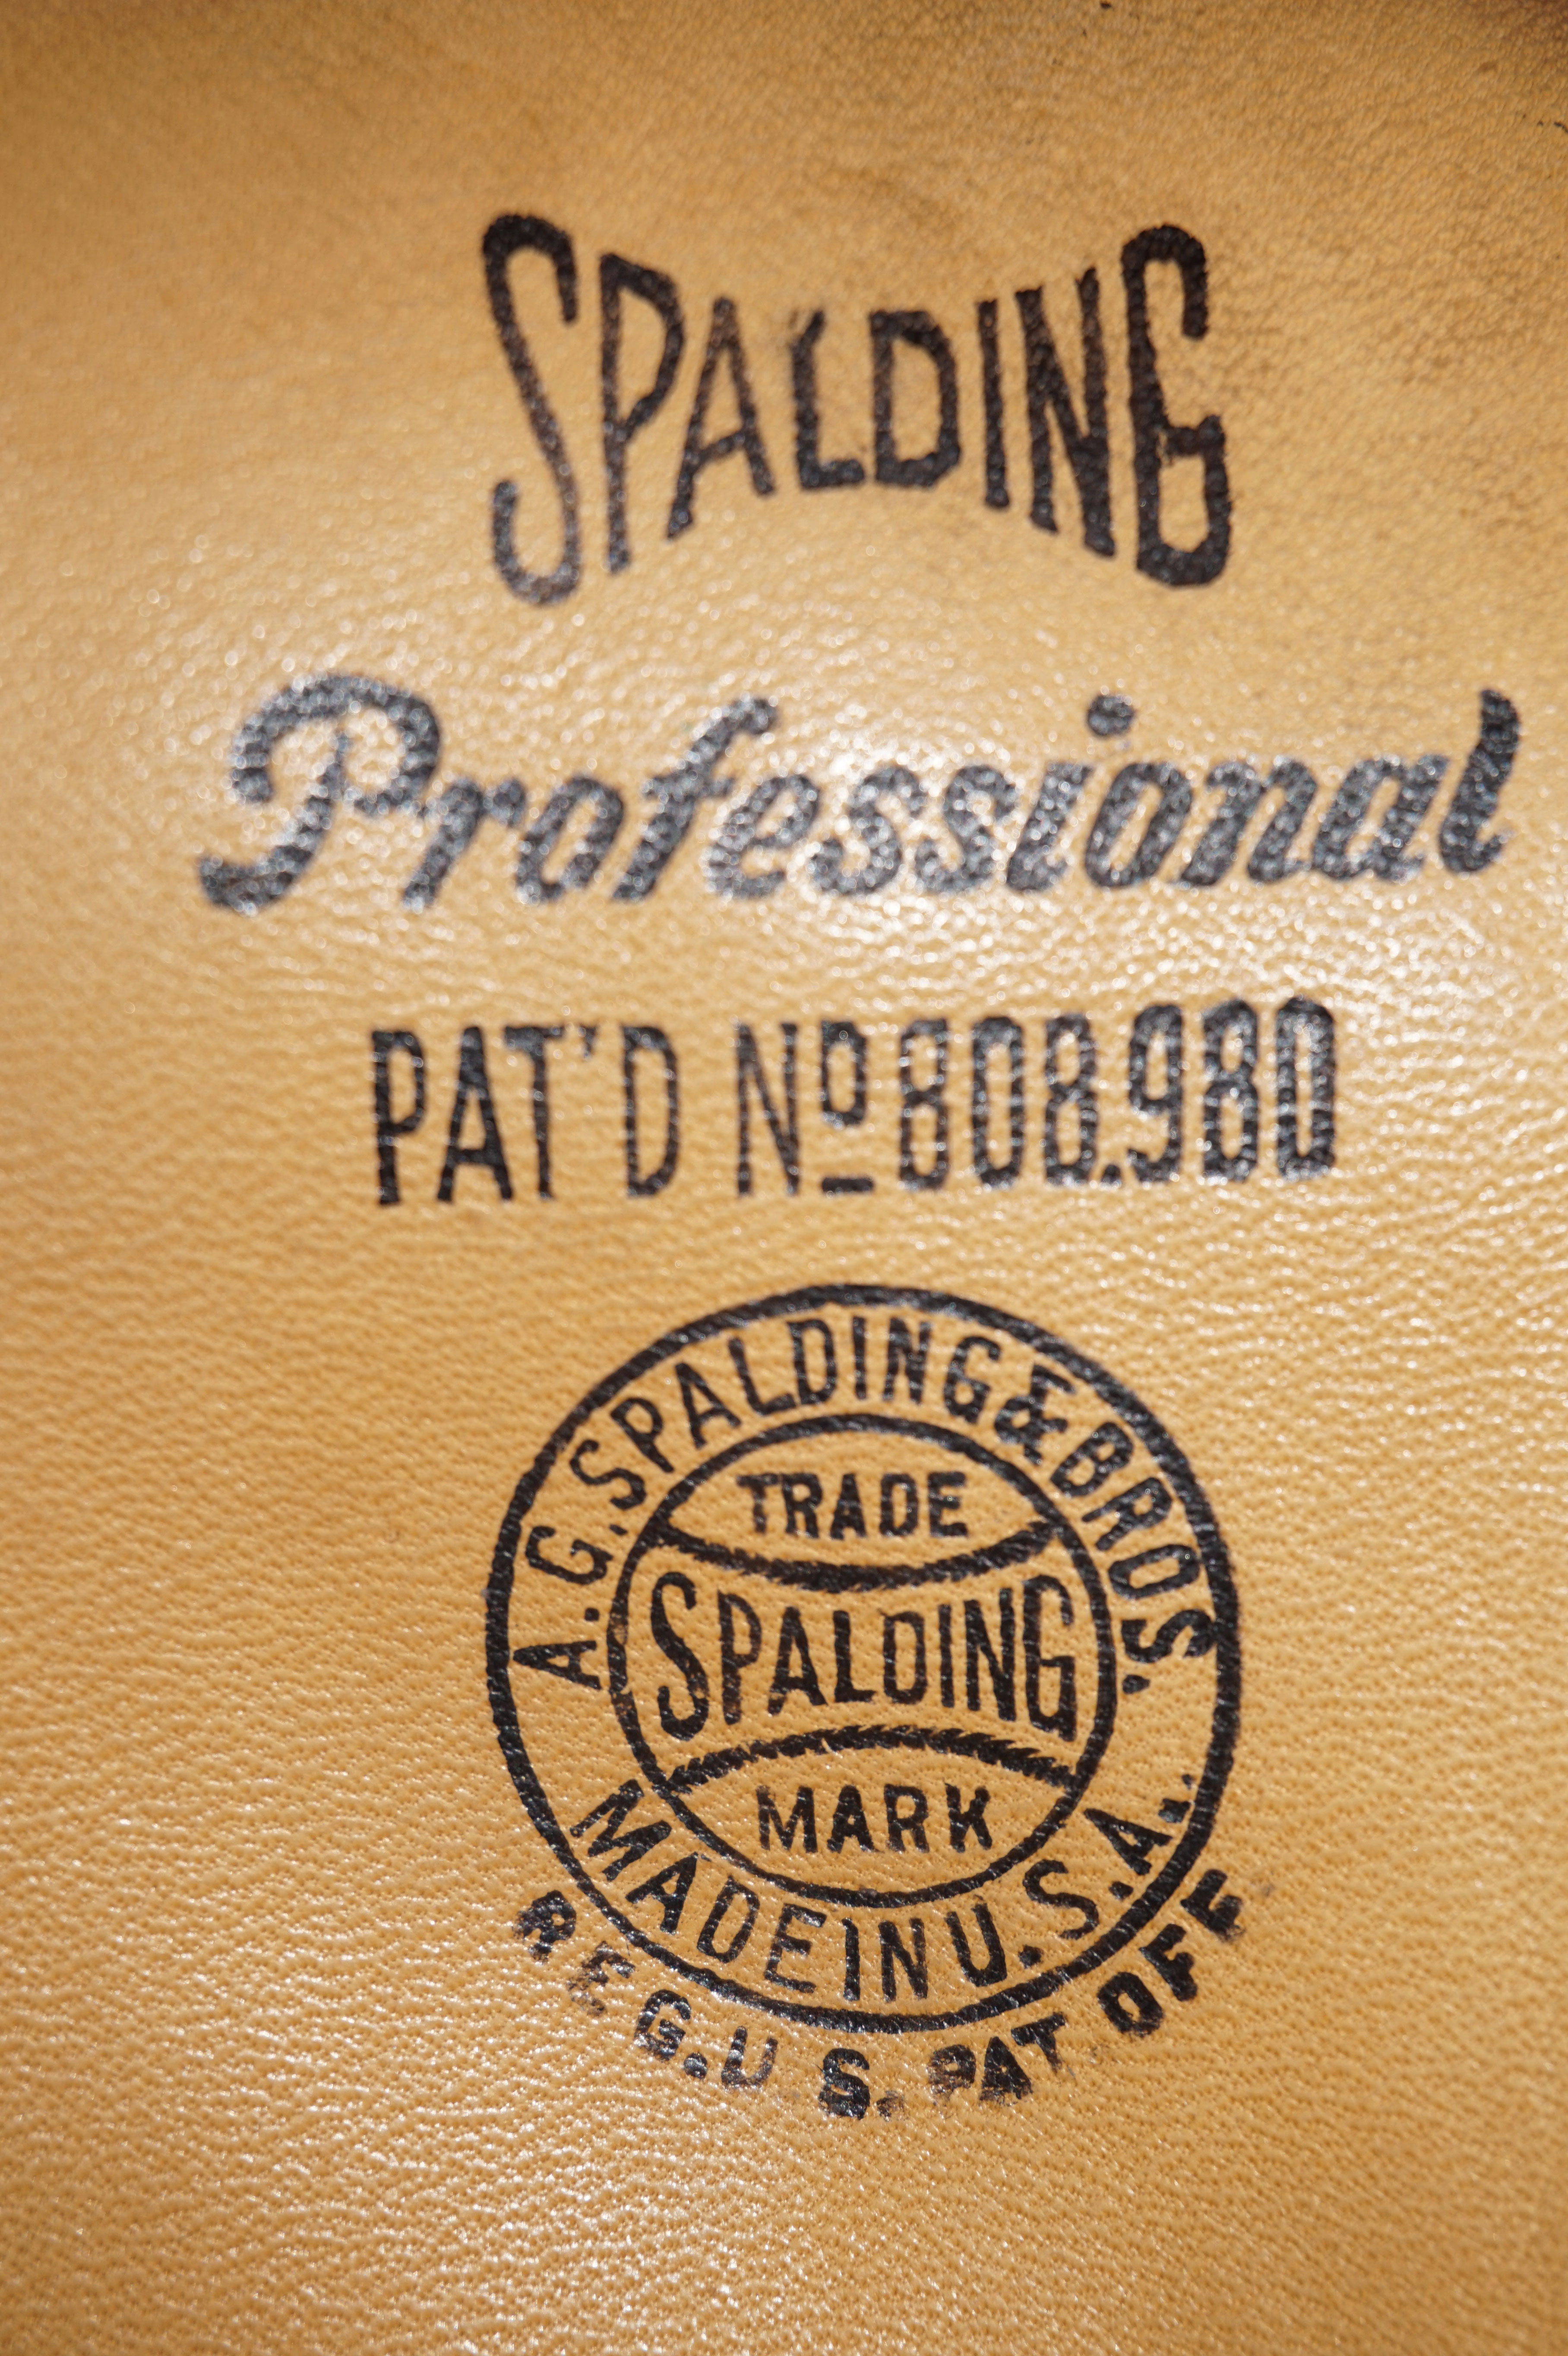 SPALDING
Professional
PAT'D Nº 808.980
A.G. SPALDING & BROS.
TRADE
SPALDING
MARK
MADE IN U.S.A.
REG. U S. PAT OFF